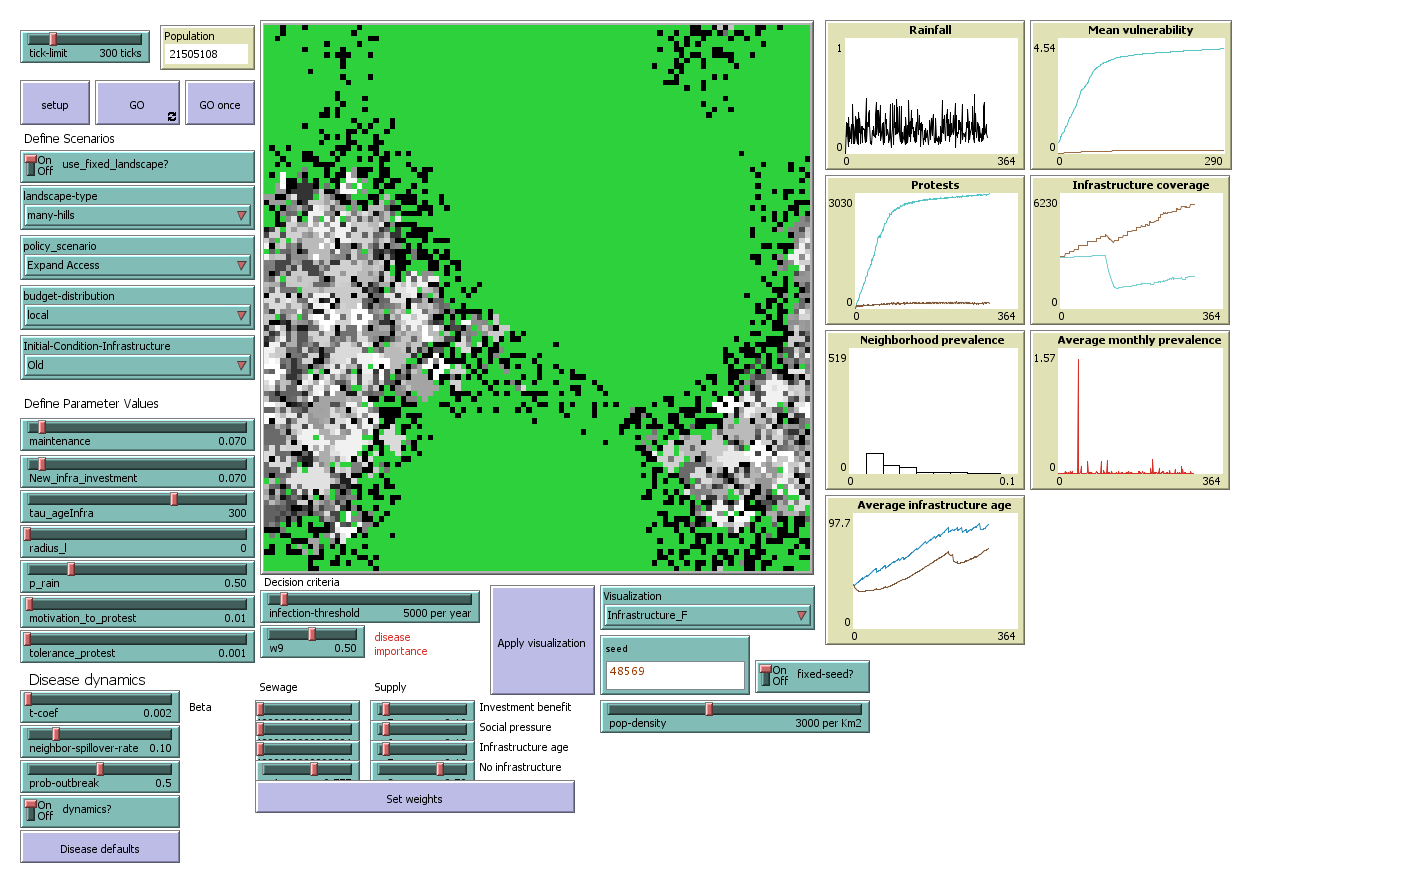 tick-limit 300 ticks
Population
21505108
setup
GO
GO once
Define Scenarios
On
Off
use_fixed_landscape?
landscape-type
many-hills
policy_scenario
Expand Access
budget-distribution
local
Initial-Condition-Infrastructure
Old
Define Parameter Values
maintenance 0.070
New_infra_investment 0.070
tau_ageInfra 300
radius_l 0
p_rain 0.50
motivation_to_protest 0.01
tolerance_protest 0.001
Disease dynamics
t-coef 0.002
Beta
neighbor-spillover-rate 0.10
prob-outbreak 0.5
On
Off
dynamics?
Disease defaults
Decision criteria
infection-threshold 5000 per year
w9 0.50
disease
importance
Apply visualization
Visualization
Infrastructure_F
seed
48569
On
Off
fixed-seed?
pop-density 3000 per Km2
Sewage
Supply
Investment benefit
Social pressure
Infrastructure age
No infrastructure
Set weights
Rainfall
1
0
0 364
Mean vulnerability
4.54
0
0 290
Protests
3030
0
0 364
Infrastructure coverage
6230
0
0 364
Neighborhood prevalence
519
0
0 0.1
Average monthly prevalence
1.57
0
0 364
Average infrastructure age
97.7
0
0 364